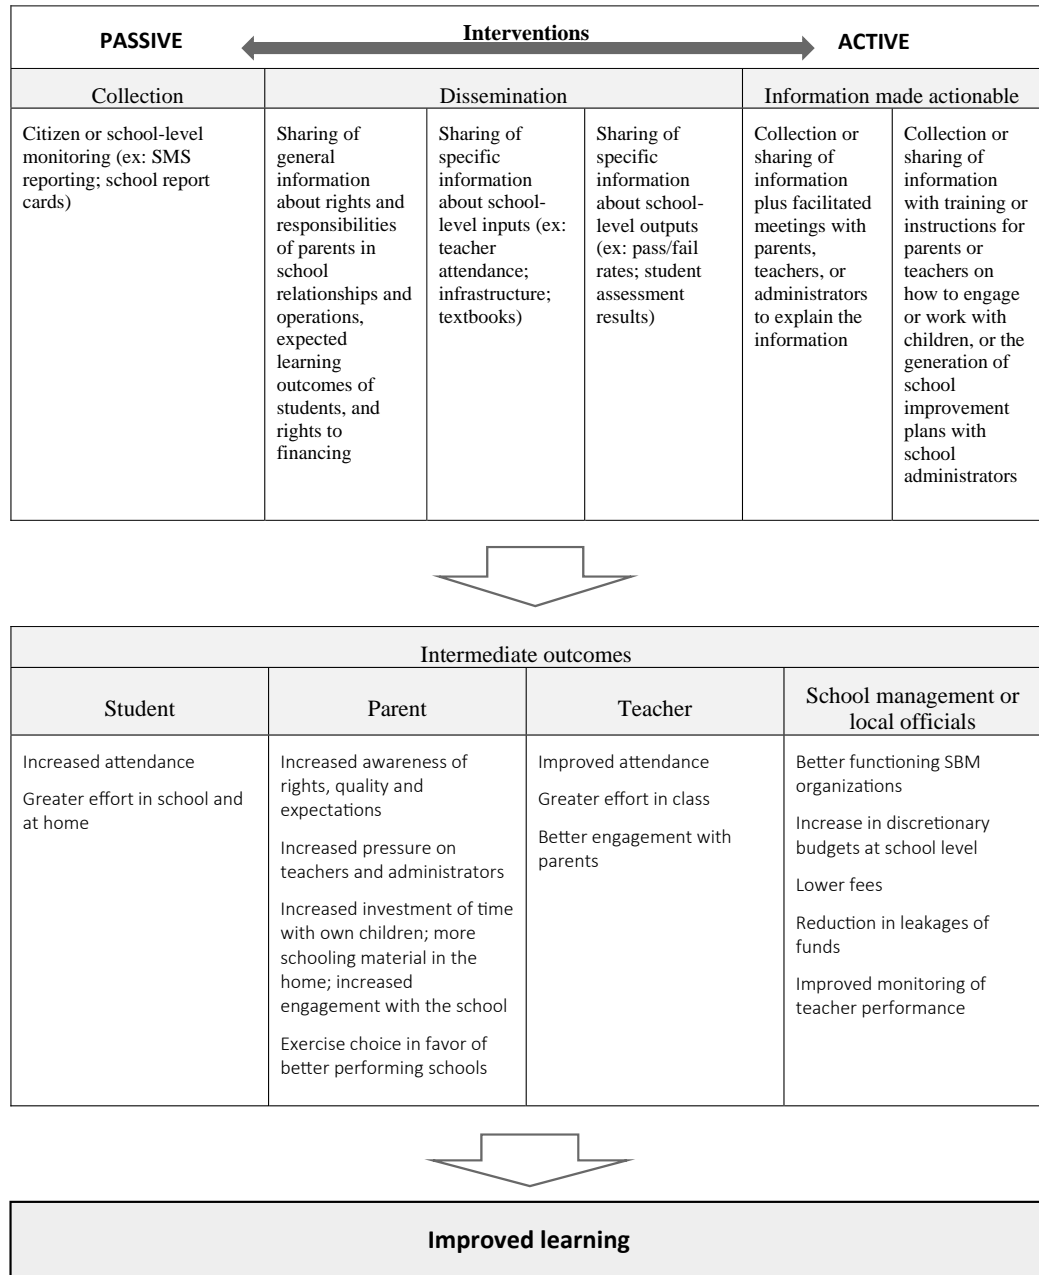 PASSIVE
Interventions
ACTIVE
Collection
Dissemination
Information made actionable
Citizen or school-level
monitoring (ex: SMS
reporting; school report
cards)
Sharing of
general
information
about rights and
responsibilities
of parents in
school
relationships and
operations,
expected
learning
outcomes of
students, and
rights to
financing
Sharing of
specific
information
about school-
level inputs (ex:
teacher
attendance;
infrastructure;
textbooks)
Sharing of
specific
information
about school-
level outputs
(ex: pass/fail
rates; student
assessment
results)
Collection or
sharing of
information
plus facilitated
meetings with
parents,
teachers, or
administrators
to explain the
information
Collection or
sharing of
information
with training or
instructions for
parents or
teachers on
how to engage
or work with
children, or the
generation of
school
improvement
plans with
school
administrators
Intermediate outcomes
Student
Parent
Teacher
School management or
local officials
Increased attendance
Greater effort in school and
at home
Increased awareness of
rights, quality and
expectations
Increased pressure on
teachers and administrators
Increased investment of time
with own children; more
schooling material in the
home; increased
engagement with the school
Exercise choice in favor of
better performing schools
Improved attendance
Greater effort in class
Better engagement with
parents
Better functioning SBM
organizations
Increase in discretionary
budgets at school level
Lower fees
Reduction in leakages of
funds
Improved monitoring of
teacher performance
Improved learning